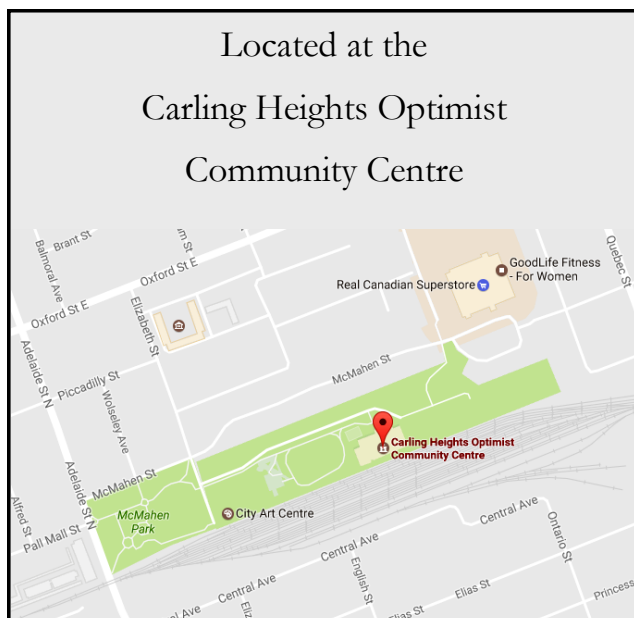 Located at the
Carling Heights Optimist
Community Centre
Brant St
Balmoral Ave
m St
Oxford St E
Oxford St E
Elizabeth St
Adelaide St N
Piccadilly St
Wolseley Ave
Real Canadian Superstore
GoodLife Fitness
- For Women
Quebec St
McMahen St
Carling Heights Optimist
Community Centre
McMahen St
McMahen
Park
Adelaide St N
Alfred St
Pall Mall St
City Art Centre
Central Ave
Central Ave
Central Ave
English St
Ontario St
Elias St
Elias St
Princess
Eliz